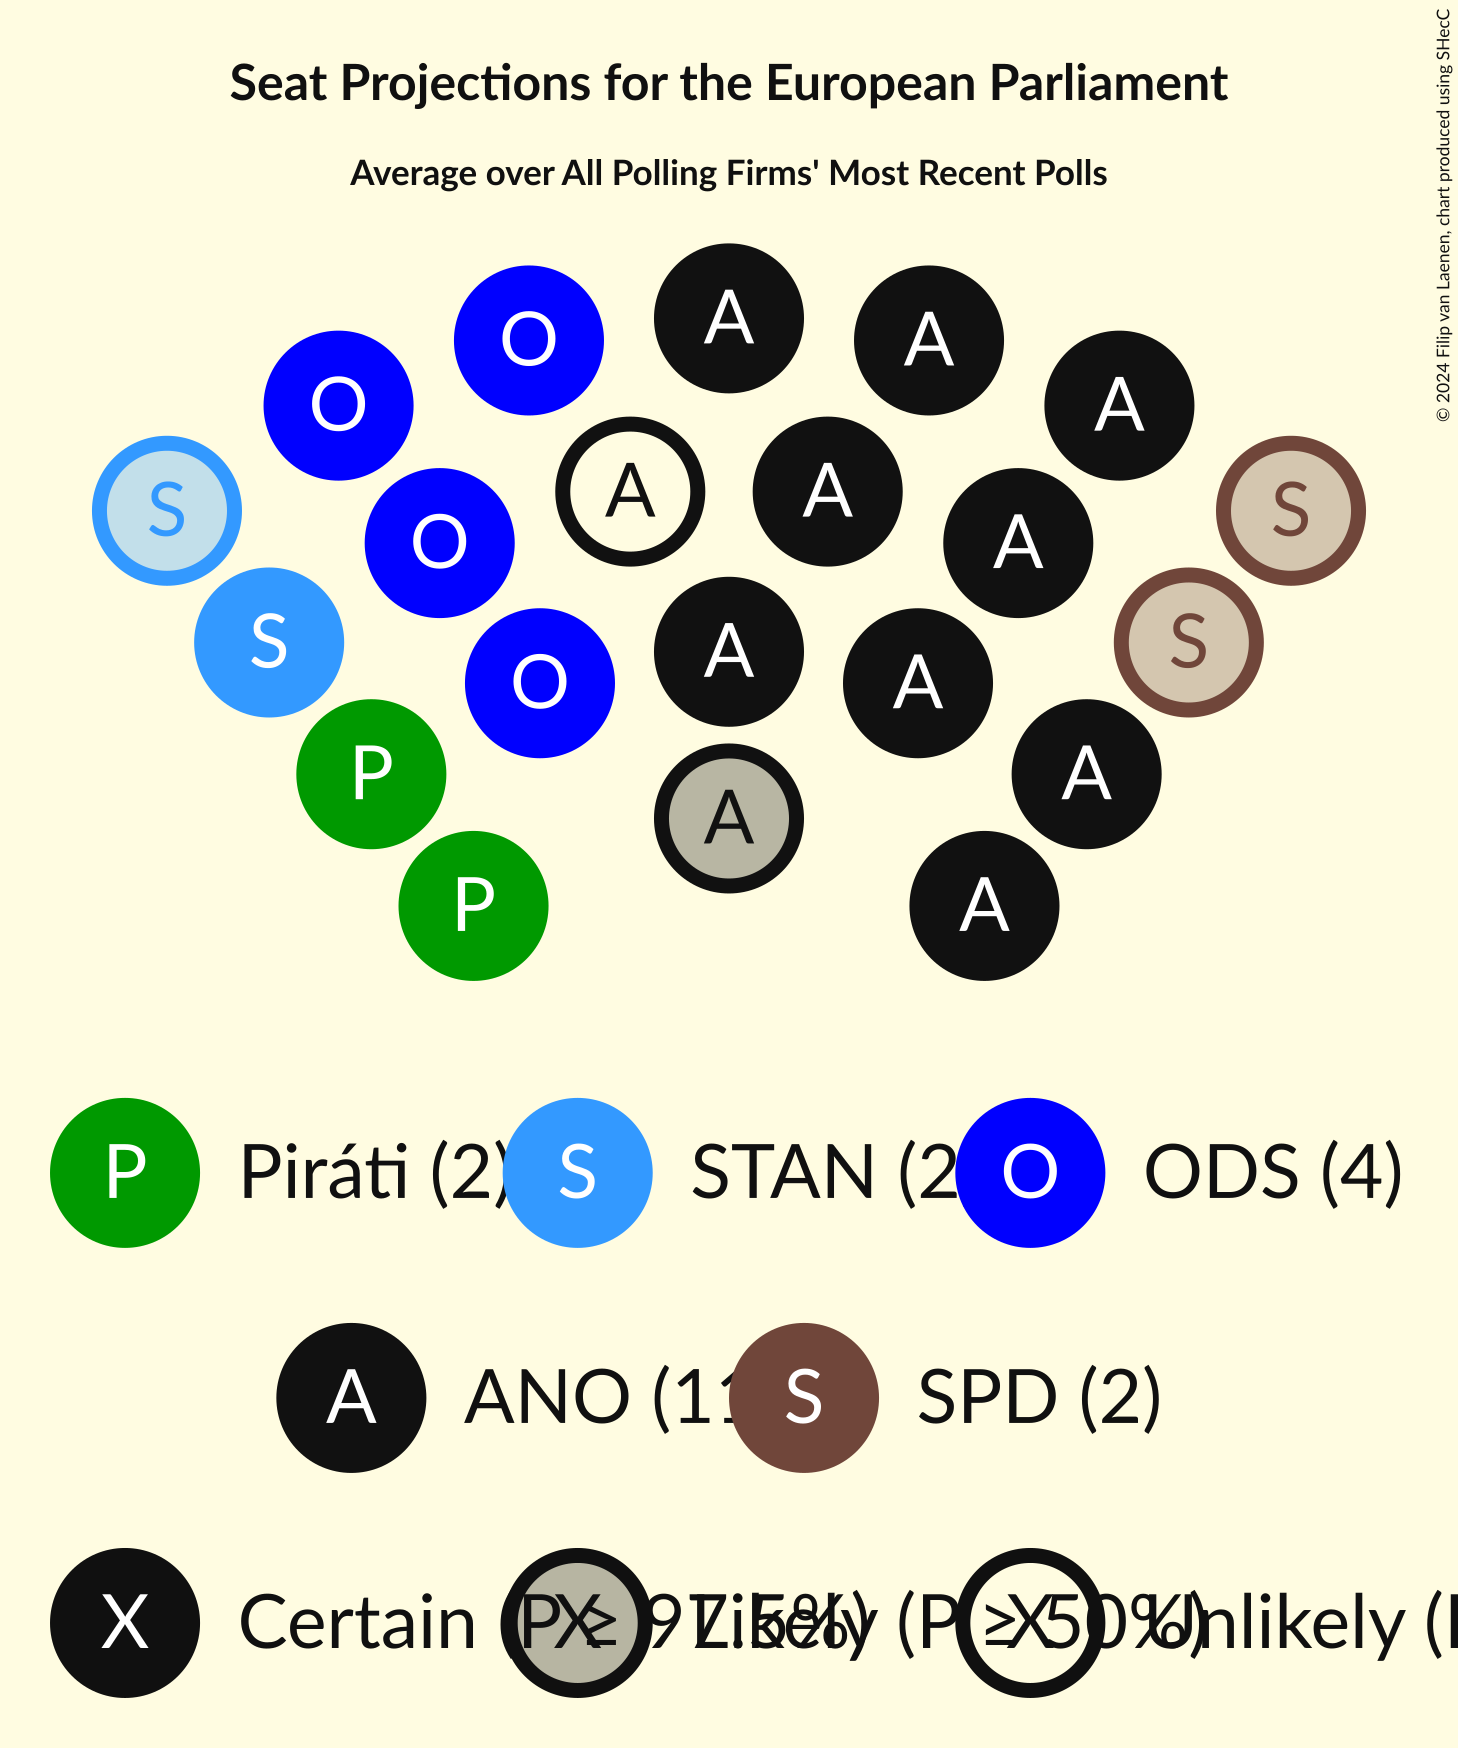 © 2024 Filip van Laenen, chart produced using SHecC
Seat Projections for the European Parliament
Average over All Polling Firms' Most Recent Polls
O A A
O A
S A A S
O A
S O A A S
P A A
P A
P Piráti (2) S STAN (2 O ODS (4)
A ANO (11 S SPD (2)
X Certain (P ≥ 97.5%) X Likely (P ≥ 50%) X Unlikely (